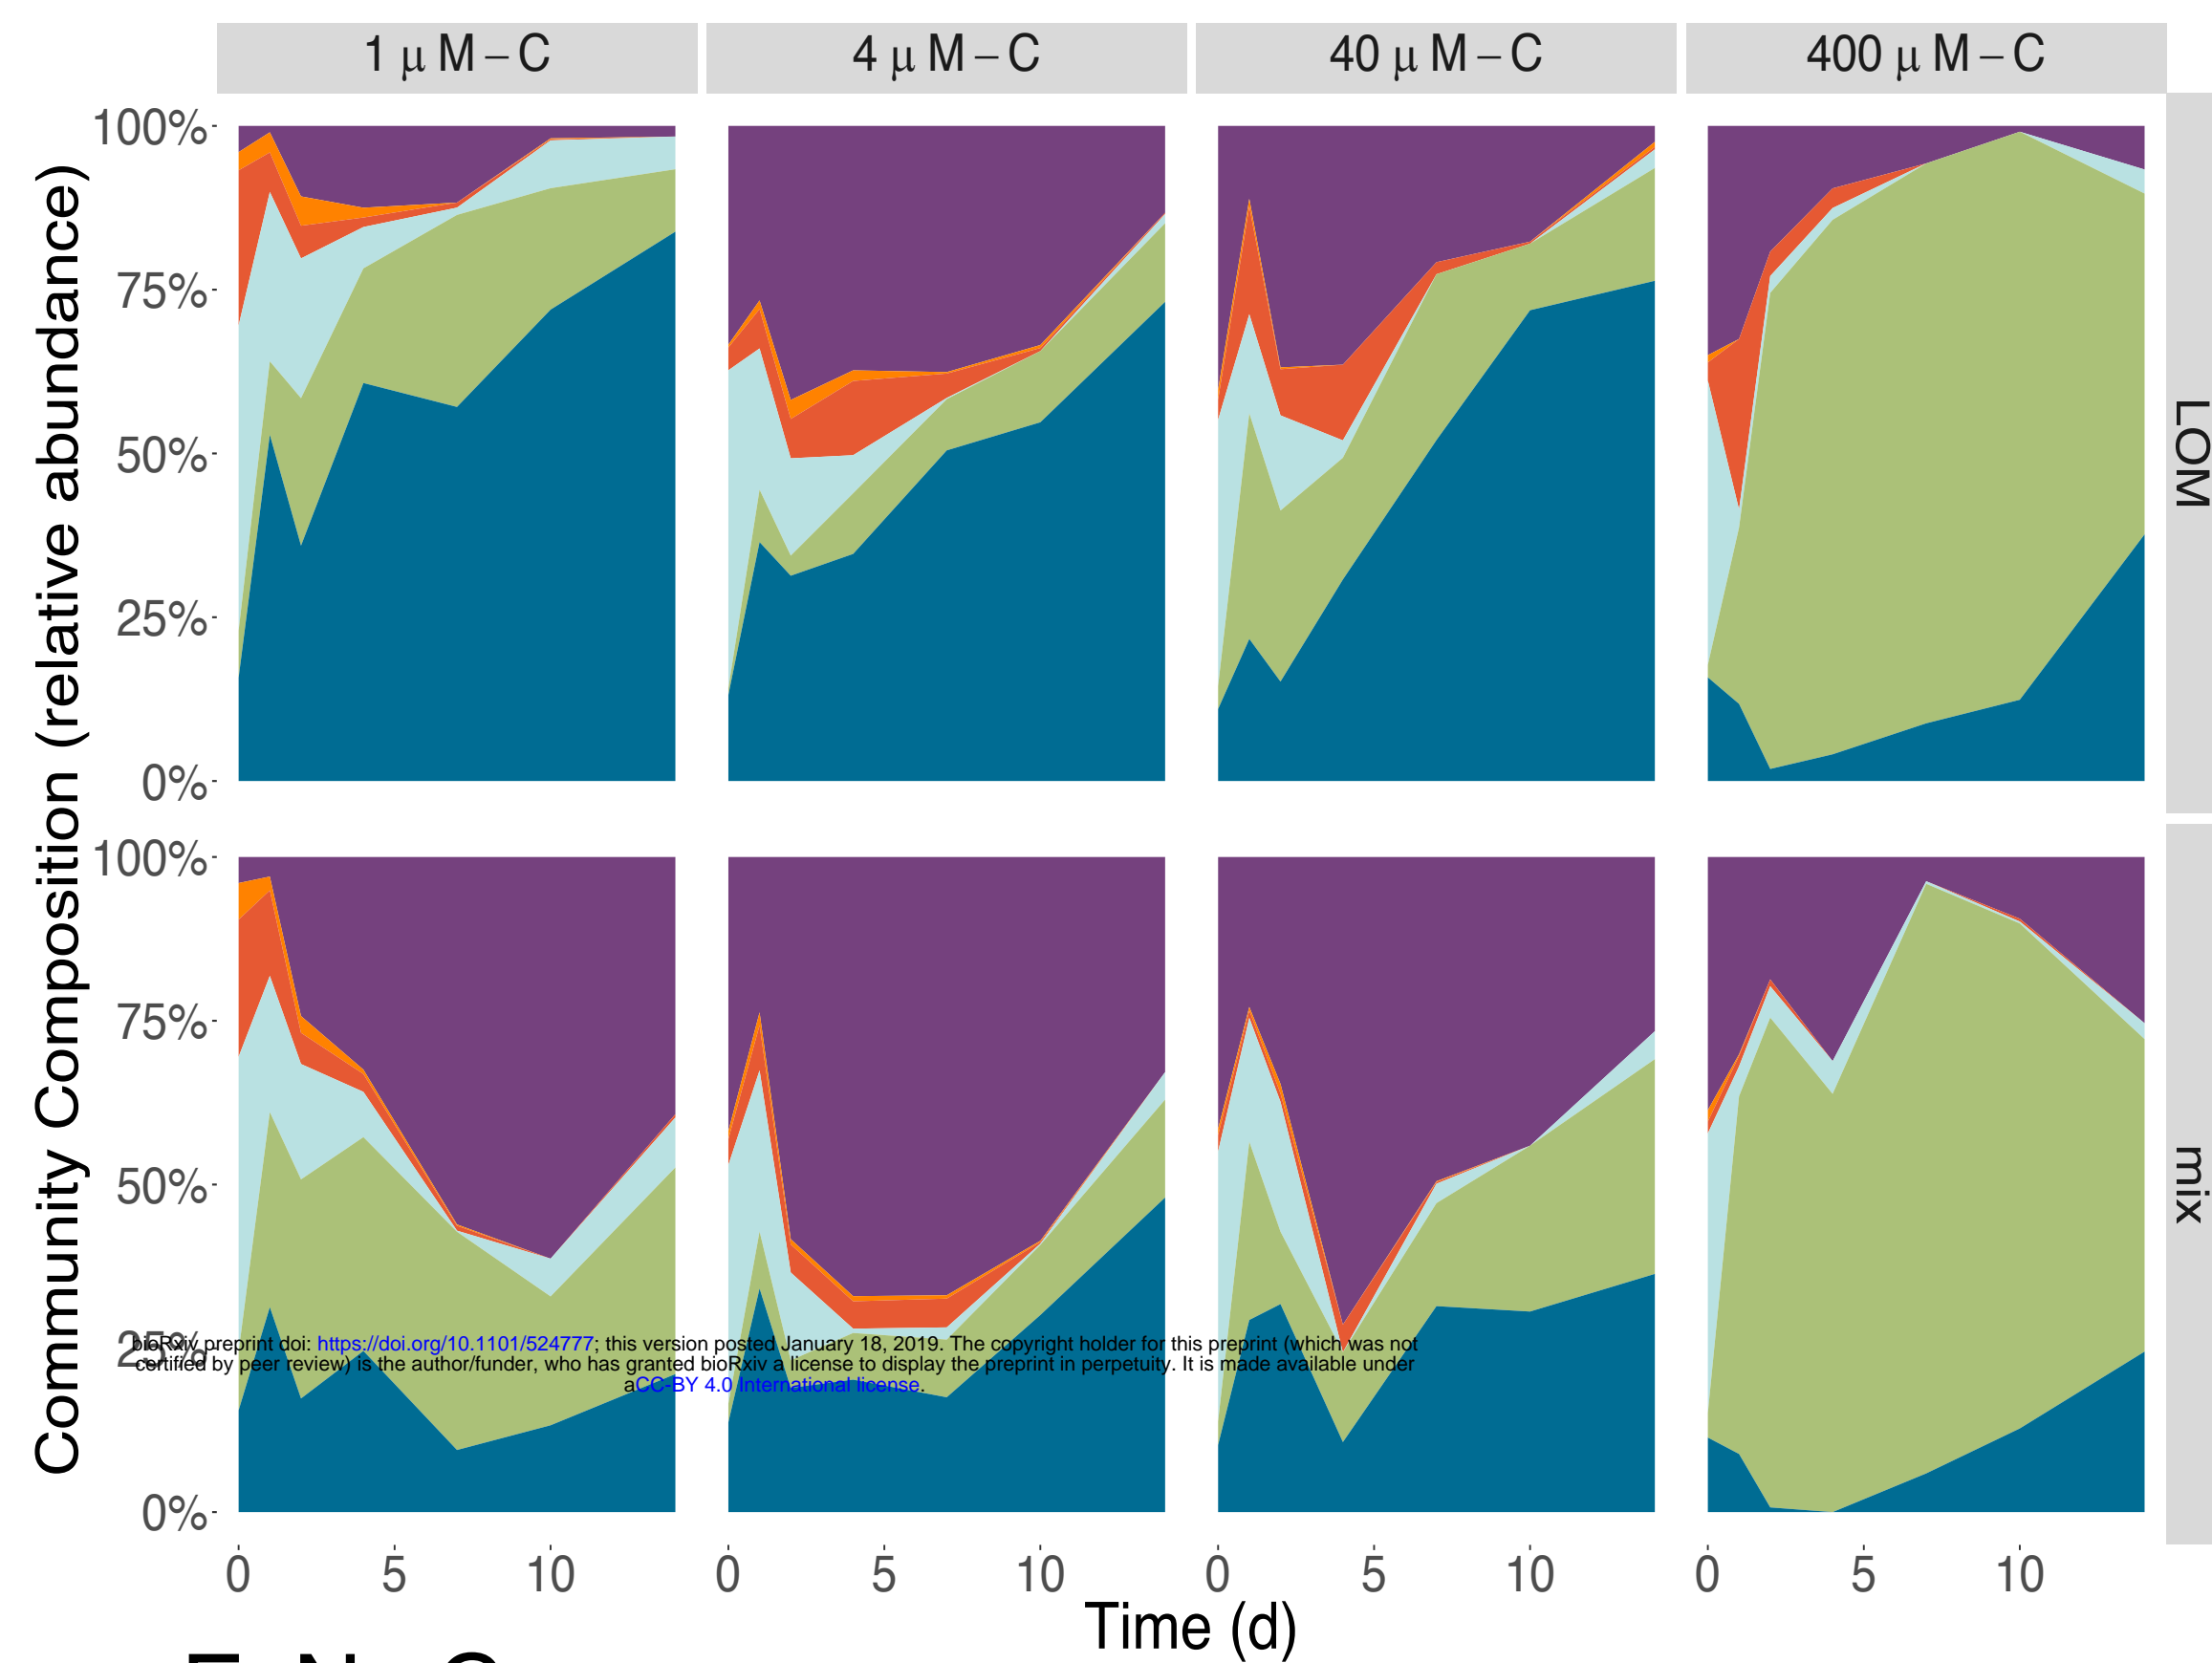 1 μ M – C
4 μ M – C
40 μ M – C
400 μ M – C
Community Composition (relative abundance)
100%
75%
50%
25%
0%
LOM
100%
75%
50%
25%
0%
mix
bioRxiv preprint doi: https://doi.org/10.1101/524777; this version posted January 18, 2019. The copyright holder for this preprint (which was not
certified by peer review) is the author/funder, who has granted bioRxiv a license to display the preprint in perpetuity. It is made available under
aCC-BY 4.0 International license.
0 5 10
0 5 10
0 5 10
0 5 10
Time (d)